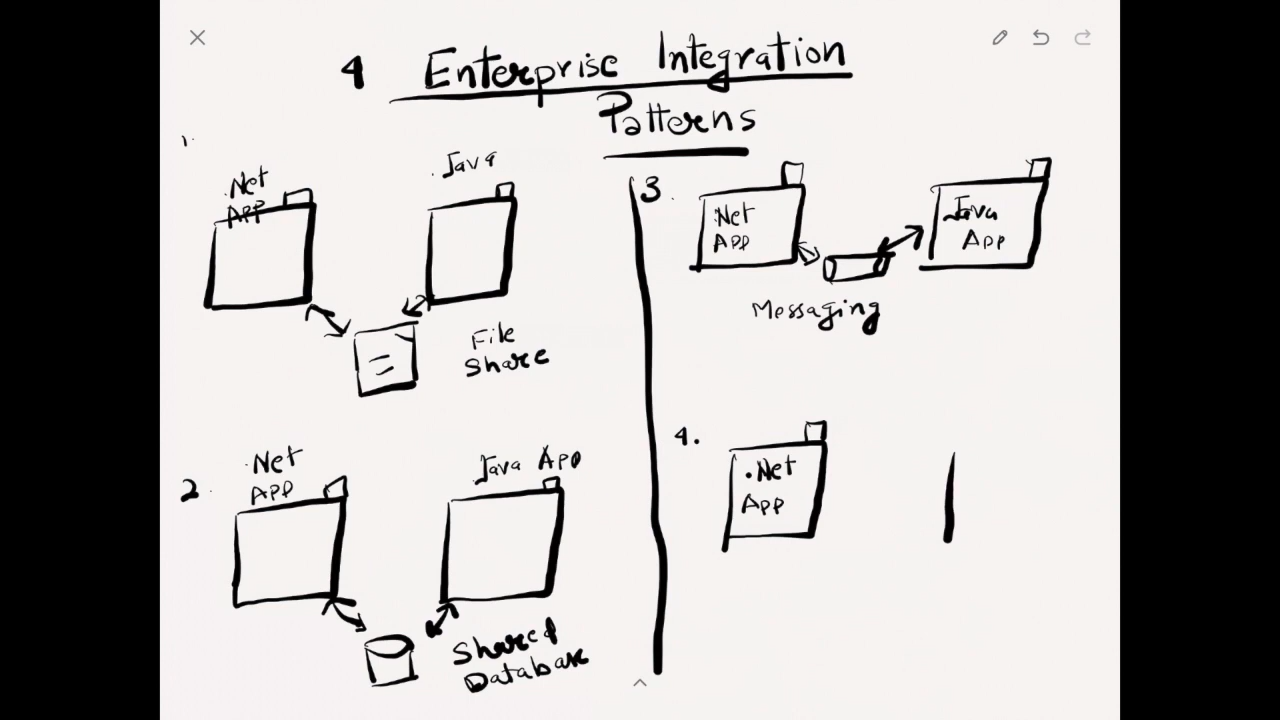 4 Enterprise Integration
Patterns
1.
.Net
APP
.Java
File
Share
2.
.Net
APP
Java App
Shared
Database
3.
.Net
App
Java
App
Messaging
4.
.Net
App